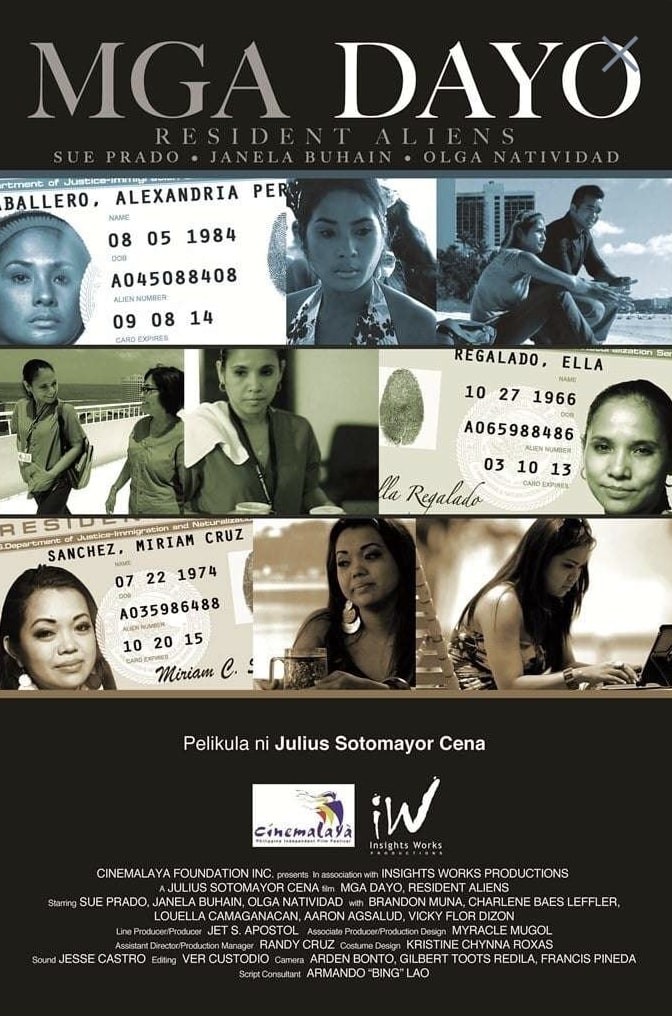 MGA DAYO
RESIDENT ALIENS
SUE PRADO • JANELA BUHAIN • OLGA NATIVIDAD
rtment of Justice-Immigration
ABALLERO, ALEXANDRIA PER
NAME
08 05 1984
DOB
A045088408
ALIEN NUMBER
09 08 14
CARD EXPIRES
REGALADO, ELLA
NAME
10 27 1966
DOB
A065988486
ALIEN NUMBER
03 10 13
CARD EXPIRES
lla Regalado
RESIDEN
.S.Department of Justice-Immigration and Naturaliza
SANCHEZ, MIRIAM CRUZ
NAME
07 22 1974
DOB
A035986488
ALIEN NUMBER
10 20 15
CARD EXPIRES
Miriam C. S
Pelikula ni Julius Sotomayor Cena
cinemalaya
Philippine Independent Film Festival
iW
Insights Works
PRODUCTIONS
CINEMALAYA FOUNDATION INC. presents In association with INSIGHTS WORKS PRODUCTIONS
A JULIUS SOTOMAYOR CENA film MGA DAYO, RESIDENT ALIENS
Starring SUE PRADO, JANELA BUHAIN, OLGA NATIVIDAD with BRANDON MUNA, CHARLENE BAES LEFFLER,
LOUELLA CAMAGANACAN, AARON AGSALUD, VICKY FLOR DIZON
Line Producer/Producer JET S. APOSTOL Associate Producer/Production Design MYRACLE MUGOL
Assistant Director/Production Manager RANDY CRUZ Costume Design KRISTINE CHYNNA ROXAS
Sound JESSE CASTRO Editing VER CUSTODIO Camera ARDEN BONTO, GILBERT TOOTS REDILA, FRANCIS PINEDA
Script Consultant ARMANDO "BING" LAO